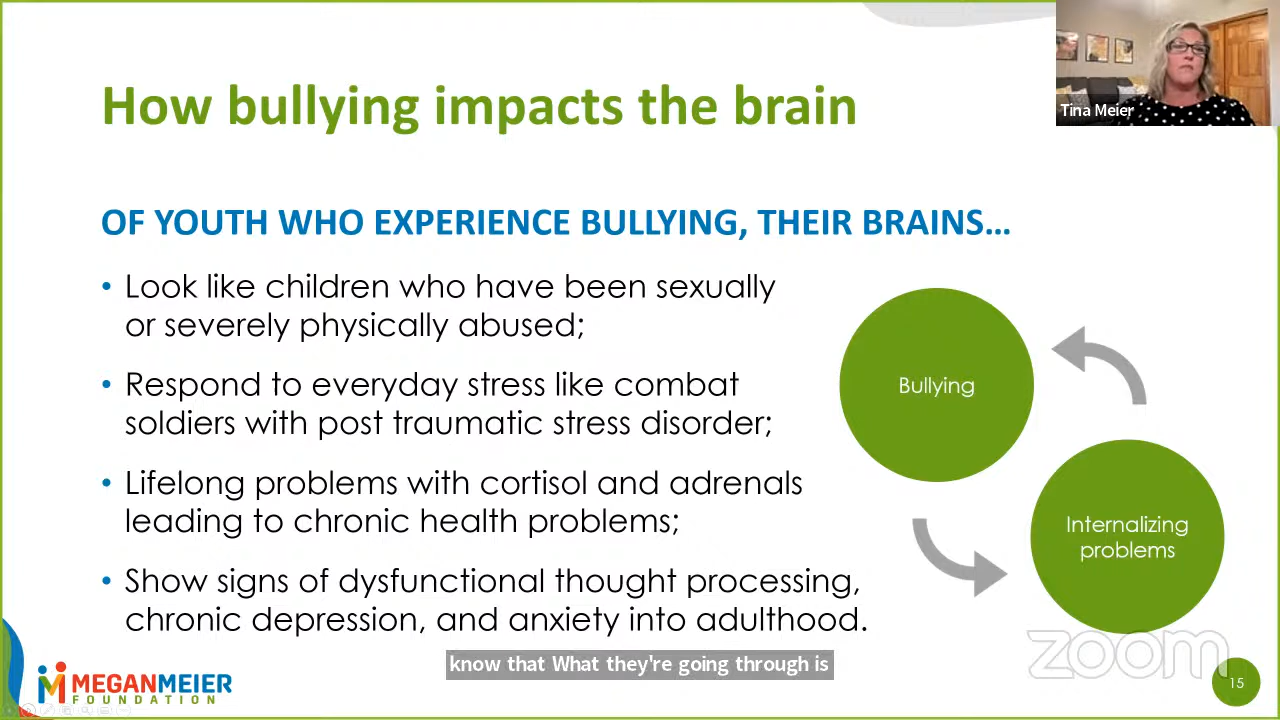 How bullying impacts the brain
Tina Meier
OF YOUTH WHO EXPERIENCE BULLYING, THEIR BRAINS…
• Look like children who have been sexually
or severely physically abused;
• Respond to everyday stress like combat
soldiers with post traumatic stress disorder;
• Lifelong problems with cortisol and adrenals
leading to chronic health problems;
• Show signs of dysfunctional thought processing,
chronic depression, and anxiety into adulthood.
Bullying
Internalizing
problems
know that What they're going through is
zoom
MEGANMEIER
FOUNDATION
15